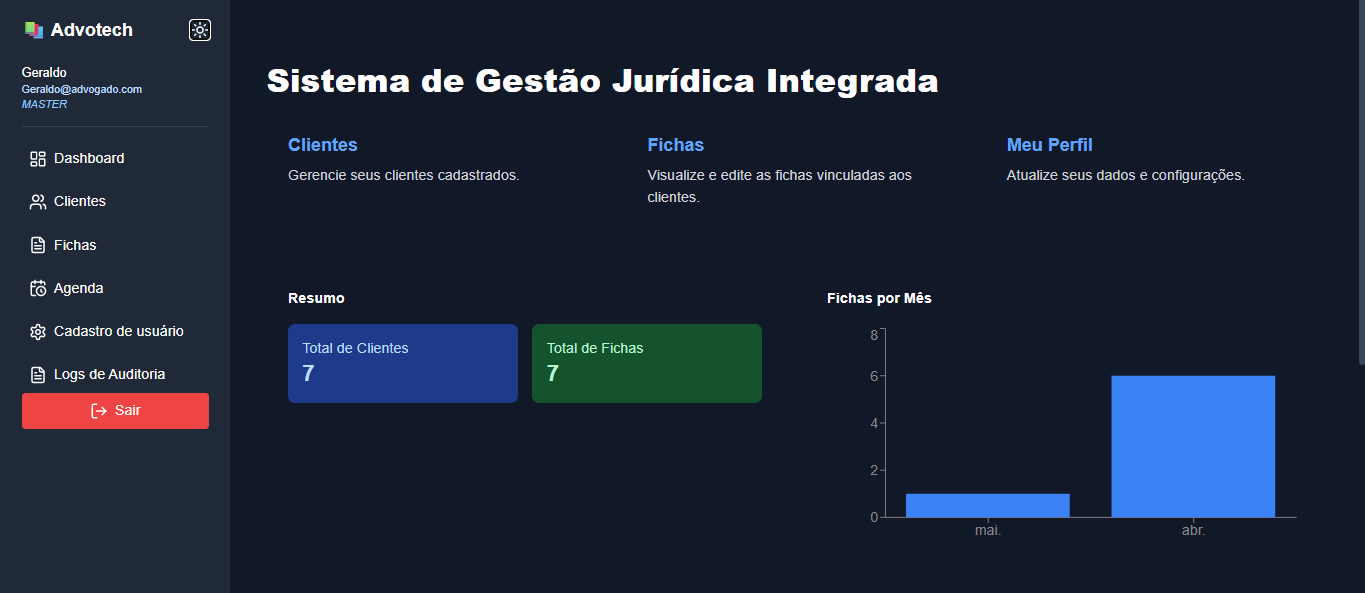 Advotech
Geraldo
Geraldo@advogado.com
MASTER
Dashboard
Clientes
Fichas
Agenda
Cadastro de usuário
Logs de Auditoria
Sair
Sistema de Gestão Jurídica Integrada
Clientes
Gerencie seus clientes cadastrados.
Fichas
Visualize e edite as fichas vinculadas aos
clientes.
Meu Perfil
Atualize seus dados e configurações.
Resumo
Total de Clientes
7
Total de Fichas
7
Fichas por Mês
8
6
4
2
0
mai.
abr.